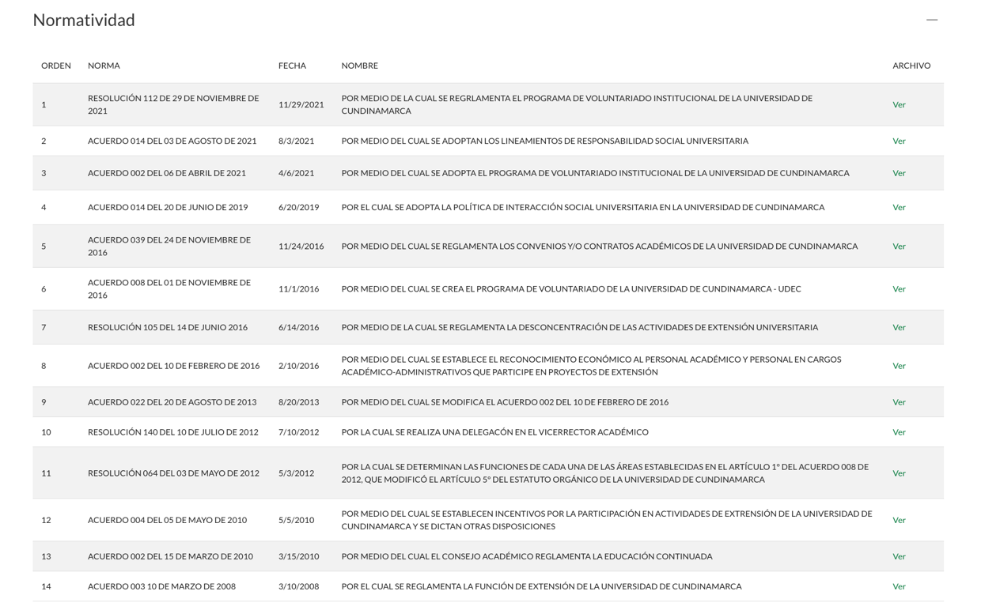 Normatividad
ORDEN NORMA FECHA NOMBRE ARCHIVO
1 RESOLUCIÓN 112 DE 29 DE NOVIEMBRE DE 2021 11/29/2021 POR MEDIO DE LA CUAL SE REGRLAMENTA EL PROGRAMA DE VOLUNTARIADO INSTITUCIONAL DE LA UNIVERSIDAD DE CUNDINAMARCA Ver
2 ACUERDO 014 DEL 03 DE AGOSTO DE 2021 8/3/2021 POR MEDIO DEL CUAL SE ADOPTAN LOS LINEAMIENTOS DE RESPONSABILIDAD SOCIAL UNIVERSITARIA Ver
3 ACUERDO 002 DEL 06 DE ABRIL DE 2021 4/6/2021 POR MEDIO DEL CUAL SE ADOPTA EL PROGRAMA DE VOLUNTARIADO INSTITUCIONAL DE LA UNIVERSIDAD DE CUNDINAMARCA Ver
4 ACUERDO 014 DEL 20 DE JUNIO DE 2019 6/20/2019 POR EL CUAL SE ADOPTA LA POLÍTICA DE INTERACCIÓN SOCIAL UNIVERSITARIA EN LA UNIVERSIDAD DE CUNDINAMARCA Ver
5 ACUERDO 039 DEL 24 DE NOVIEMBRE DE 2016 11/24/2016 POR MEDIO DEL CUAL SE REGLAMENTA LOS CONVENIOS Y/O CONTRATOS ACADÉMICOS DE LA UNIVERSIDAD DE CUNDINAMARCA Ver
6 ACUERDO 008 DEL 01 DE NOVIEMBRE DE 2016 11/1/2016 POR MEDIO DEL CUAL SE CREA EL PROGRAMA DE VOLUNTARIADO DE LA UNIVERSIDAD DE CUNDINAMARCA - UDEC Ver
7 RESOLUCIÓN 105 DEL 14 DE JUNIO 2016 6/14/2016 POR MEDIO DE LA CUAL SE REGLAMENTA LA DESCONCENTRACIÓN DE LAS ACTIVIDADES DE EXTENSIÓN UNIVERSITARIA Ver
8 ACUERDO 002 DEL 10 DE FEBRERO DE 2016 2/10/2016 POR MEDIO DEL CUAL SE ESTABLECE EL RECONOCIMIENTO ECONÓMICO AL PERSONAL ACADÉMICO Y PERSONAL EN CARGOS ACADÉMICO-ADMINISTRATIVOS QUE PARTICIPE EN PROYECTOS DE EXTENSIÓN Ver
9 ACUERDO 022 DEL 20 DE AGOSTO DE 2013 8/20/2013 POR MEDIO DEL CUAL SE MODIFICA EL ACUERDO 002 DEL 10 DE FEBRERO DE 2016 Ver
10 RESOLUCIÓN 140 DEL 10 DE JULIO DE 2012 7/10/2012 POR LA CUAL SE REALIZA UNA DELEGACÓN EN EL VICERRECTOR ACADÉMICO Ver
11 RESOLUCIÓN 064 DEL 03 DE MAYO DE 2012 5/3/2012 POR LA CUAL SE DETERMINAN LAS FUNCIONES DE CADA UNA DE LAS ÁREAS ESTABLECIDAS EN EL ARTÍCULO 1° DEL ACUERDO 008 DE 2012, QUE MODIFICÓ EL ARTÍCULO 5° DEL ESTATUTO ORGÁNICO DE LA UNIVERSIDAD DE CUNDINAMARCA Ver
12 ACUERDO 004 DEL 05 DE MAYO DE 2010 5/5/2010 POR MEDIO DEL CUAL SE ESTABLECEN INCENTIVOS POR LA PARTICIPACIÓN EN ACTIVIDADES DE EXTRENSIÓN DE LA UNIVERSIDAD DE CUNDINAMARCA Y SE DICTAN OTRAS DISPOSICIONES Ver
13 ACUERDO 002 DEL 15 DE MARZO DE 2010 3/15/2010 POR MEDIO DEL CUAL EL CONSEJO ACADÉMICO REGLAMENTA LA EDUCACIÓN CONTINUADA Ver
14 ACUERDO 003 10 DE MARZO DE 2008 3/10/2008 POR EL CUAL SE REGLAMENTA LA FUNCIÓN DE EXTENSIÓN DE LA UNIVERSIDAD DE CUNDINAMARCA Ver